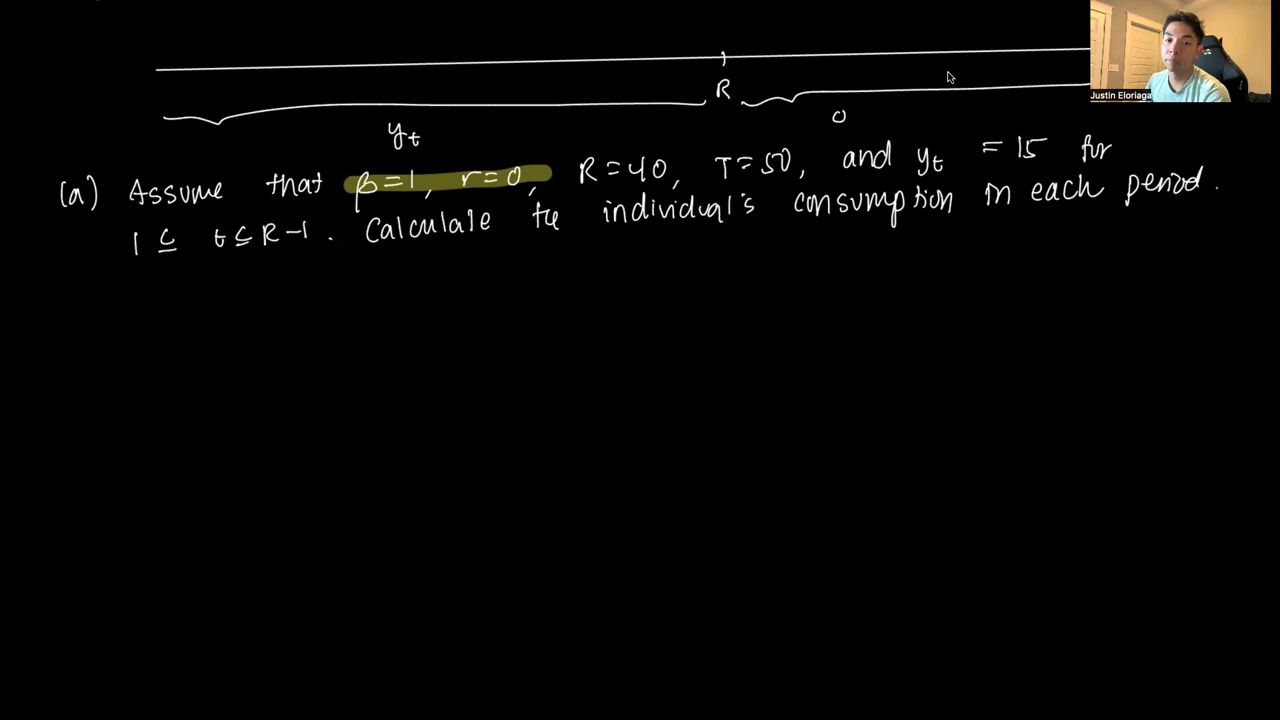 Justin Eloriaga
R
y_t
0
(a) Assume that β=1, r=0, R=40, T=50, and y_t = 15 for
1 ≤ t ≤ R-1. Calculate the individual's consumption in each period.